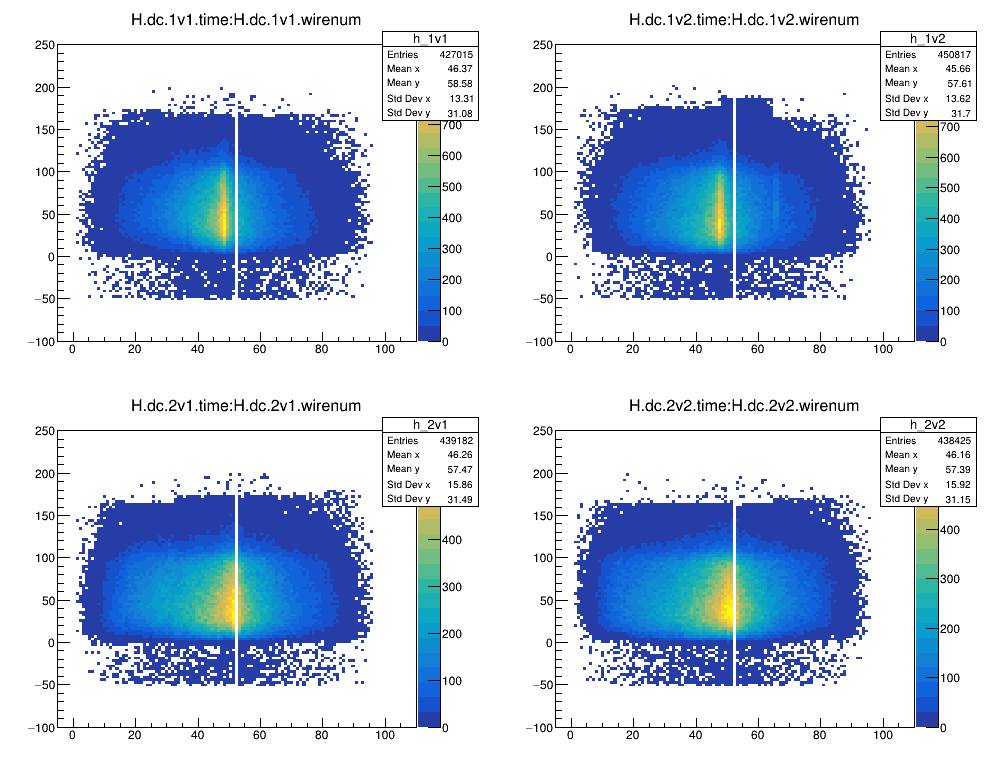 H.dc.1v1.time:H.dc.1v1.wirenum
h_1v1
Entries 427015
Mean x 46.37
Mean y 58.58
Std Dev x 13.31
Std Dev y 31.08
250
200
150
100
50
0
−50
−100
0 20 40 60 80 100
700
600
500
400
300
200
100
0
H.dc.1v2.time:H.dc.1v2.wirenum
h_1v2
Entries 450817
Mean x 45.66
Mean y 57.61
Std Dev x 13.62
Std Dev y 31.7
250
200
150
100
50
0
−50
−100
0 20 40 60 80 100
700
600
500
400
300
200
100
0
H.dc.2v1.time:H.dc.2v1.wirenum
h_2v1
Entries 439182
Mean x 46.26
Mean y 57.47
Std Dev x 15.86
Std Dev y 31.49
250
200
150
100
50
0
−50
−100
0 20 40 60 80 100
400
300
200
100
0
H.dc.2v2.time:H.dc.2v2.wirenum
h_2v2
Entries 438425
Mean x 46.16
Mean y 57.39
Std Dev x 15.92
Std Dev y 31.15
250
200
150
100
50
0
−50
−100
0 20 40 60 80 100
400
300
200
100
0